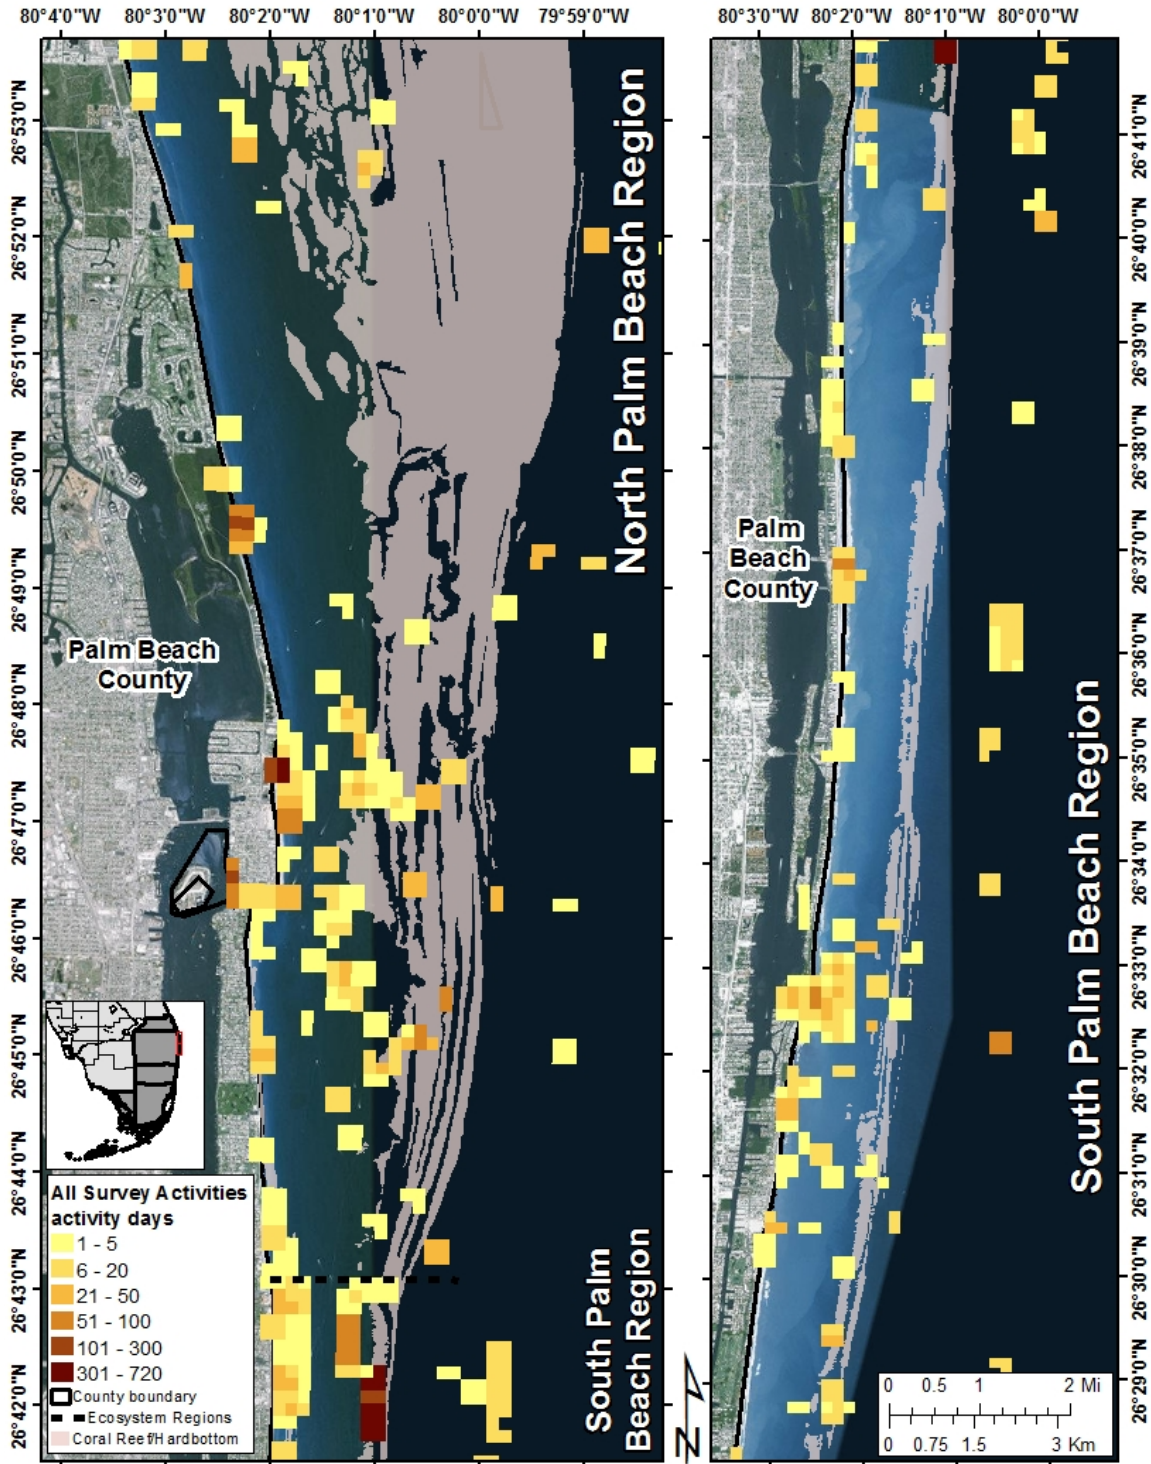 80°4'0"W 80°3'0"W 80°2'0"W 80°1'0"W 80°0'0"W 79°59'0"W
80°3'0"W 80°2'0"W 80°1'0"W 80°0'0"W
26°53'0"N
26°52'0"N
26°51'0"N
26°50'0"N
26°49'0"N
26°48'0"N
26°47'0"N
26°46'0"N
26°45'0"N
26°44'0"N
26°43'0"N
26°42'0"N
North Palm Beach Region
Palm Beach
County
South Palm
Beach Region
All Survey Activities
activity days
1 - 5
6 - 20
21 - 50
51 - 100
101 - 300
301 - 720
County boundary
Ecosystem Regions
Coral Reef/Hardbottom
N
Palm
Beach
County
South Palm Beach Region
0 0.5 1 2 Mi
0 0.75 1.5 3 Km
26°41'0"N
26°40'0"N
26°39'0"N
26°38'0"N
26°37'0"N
26°36'0"N
26°35'0"N
26°34'0"N
26°33'0"N
26°32'0"N
26°31'0"N
26°30'0"N
26°29'0"N